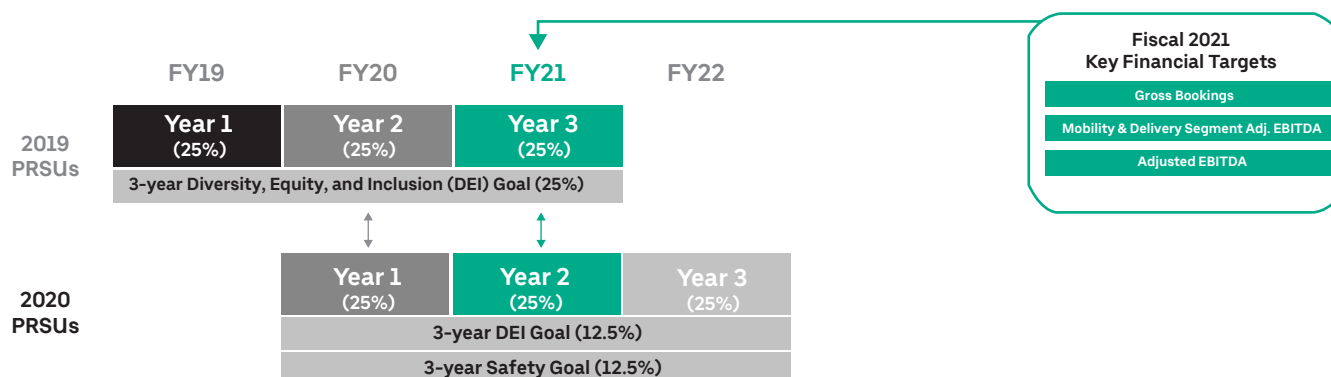 Fiscal 2021
Key Financial Targets
Gross Bookings
Mobility & Delivery Segment Adj. EBITDA
Adjusted EBITDA
FY19
FY20
FY21
FY22
2019
PRSUs
Year 1
(25%)
Year 2
(25%)
Year 3
(25%)
3-year Diversity, Equity, and Inclusion (DEI) Goal (25%)
2020
PRSUs
Year 1
(25%)
Year 2
(25%)
Year 3
(25%)
3-year DEI Goal (12.5%)
3-year Safety Goal (12.5%)